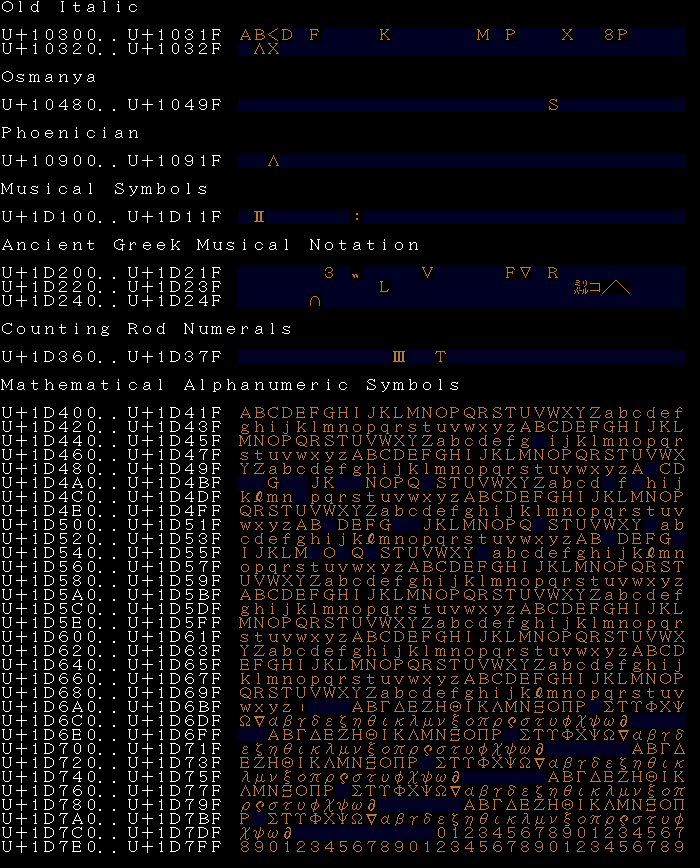 Old Italic
U+10300..U+1031F AB<D F K M P X 8P
U+10320..U+1032F ΛX
Osmanya
U+10480..U+1049F S
Phoenician
U+10900..U+1091F Λ
Musical Symbols
U+1D100..U+1D11F 𝄁 :
Ancient Greek Musical Notation
U+1D200..U+1D21F 3 „ V F∇ R
U+1D220..U+1D23F L コ╱╲
U+1D240..U+1D24F ∩
Counting Rod Numerals
U+1D360..U+1D37F Ⅲ T
Mathematical Alphanumeric Symbols
U+1D400..U+1D41F ABCDEFGHIJKLMNOPQRSTUVWXYZabcdef
U+1D420..U+1D43F ghijklmnopqrstuvwxyzABCDEFGHIJKL
U+1D440..U+1D45F MNOPQRSTUVWXYZabcdefg ijklmnopqr
U+1D460..U+1D47F stuvwxyzABCDEFGHIJKLMNOPQRSTUVWX
U+1D480..U+1D49F YZabcdefghijklmnopqrstuvwxyzA CD
U+1D4A0..U+1D4BF G JK NOPQ STUVWXYZabcd f hij
U+1D4C0..U+1D4DF kℓmn pqrstuvwxyzABCDEFGHIJKLMNOP
U+1D4E0..U+1D4FF QRSTUVWXYZabcdefghijklmnopqrstuv
U+1D500..U+1D51F wxyzAB DEFG JKLMNOPQ STUVWXY ab
U+1D520..U+1D53F cdefghijkℓmnopqrstuvwxyzAB DEFG
U+1D540..U+1D55F IJKLM O Q STUVWXY abcdefghijkℓmn
U+1D560..U+1D57F opqrstuvwxyzABCDEFGHIJKLMNOPQRST
U+1D580..U+1D59F UVWXYZabcdefghijklmnopqrstuvwxyz
U+1D5A0..U+1D5BF ABCDEFGHIJKLMNOPQRSTUVWXYZabcdef
U+1D5C0..U+1D5DF ghijklmnopqrstuvwxyzABCDEFGHIJKL
U+1D5E0..U+1D5FF MNOPQRSTUVWXYZabcdefghijklmnopqr
U+1D600..U+1D61F stuvwxyzABCDEFGHIJKLMNOPQRSTUVWX
U+1D620..U+1D63F YZabcdefghijklmnopqrstuvwxyzABCD
U+1D640..U+1D65F EFGHIJKLMNOPQRSTUVWXYZabcdefghij
U+1D660..U+1D67F klmnopqrstuvwxyzABCDEFGHIJKLMNOP
U+1D680..U+1D69F QRSTUVWXYZabcdefghijkℓmnopqrstuv
U+1D6A0..U+1D6BF wxyzı ΑΒΓΔΕΖΗΘΙΚΛΜΝΞΟΠΡ ΣΤΥΦΧΨ
U+1D6C0..U+1D6DF Ω∇αβγδεζηθικλμνξοπρςστυφχψω∂
U+1D6E0..U+1D6FF ΑΒΓΔΕΖΗΘΙΚΛΜΝΞΟΠΡ ΣΤΥΦΧΨΩ∇αβγδ
U+1D700..U+1D71F εζηθικλμνξοπρςστυφχψω∂ ΑΒΓΔ
U+1D720..U+1D73F ΕΖΗΘΙΚΛΜΝΞΟΠΡ ΣΤΥΦΧΨΩ∇αβγδεζηθικ
U+1D740..U+1D75F λμνξοπρςστυφχψω∂ ΑΒΓΔΕΖΗΘΙΚ
U+1D760..U+1D77F ΛΜΝΞΟΠΡ ΣΤΥΦΧΨΩ∇αβγδεζηθικλμνξοπ
U+1D780..U+1D79F ρςστυφχψω∂ ΑΒΓΔΕΖΗΘΙΚΛΜΝΞΟΠ
U+1D7A0..U+1D7BF Ρ ΣΤΥΦΧΨΩ∇αβγδεζηθικλμνξοπρςστυφ
U+1D7C0..U+1D7DF χψω∂ 012345678901234567
U+1D7E0..U+1D7FF 89012345678901234567890123456789